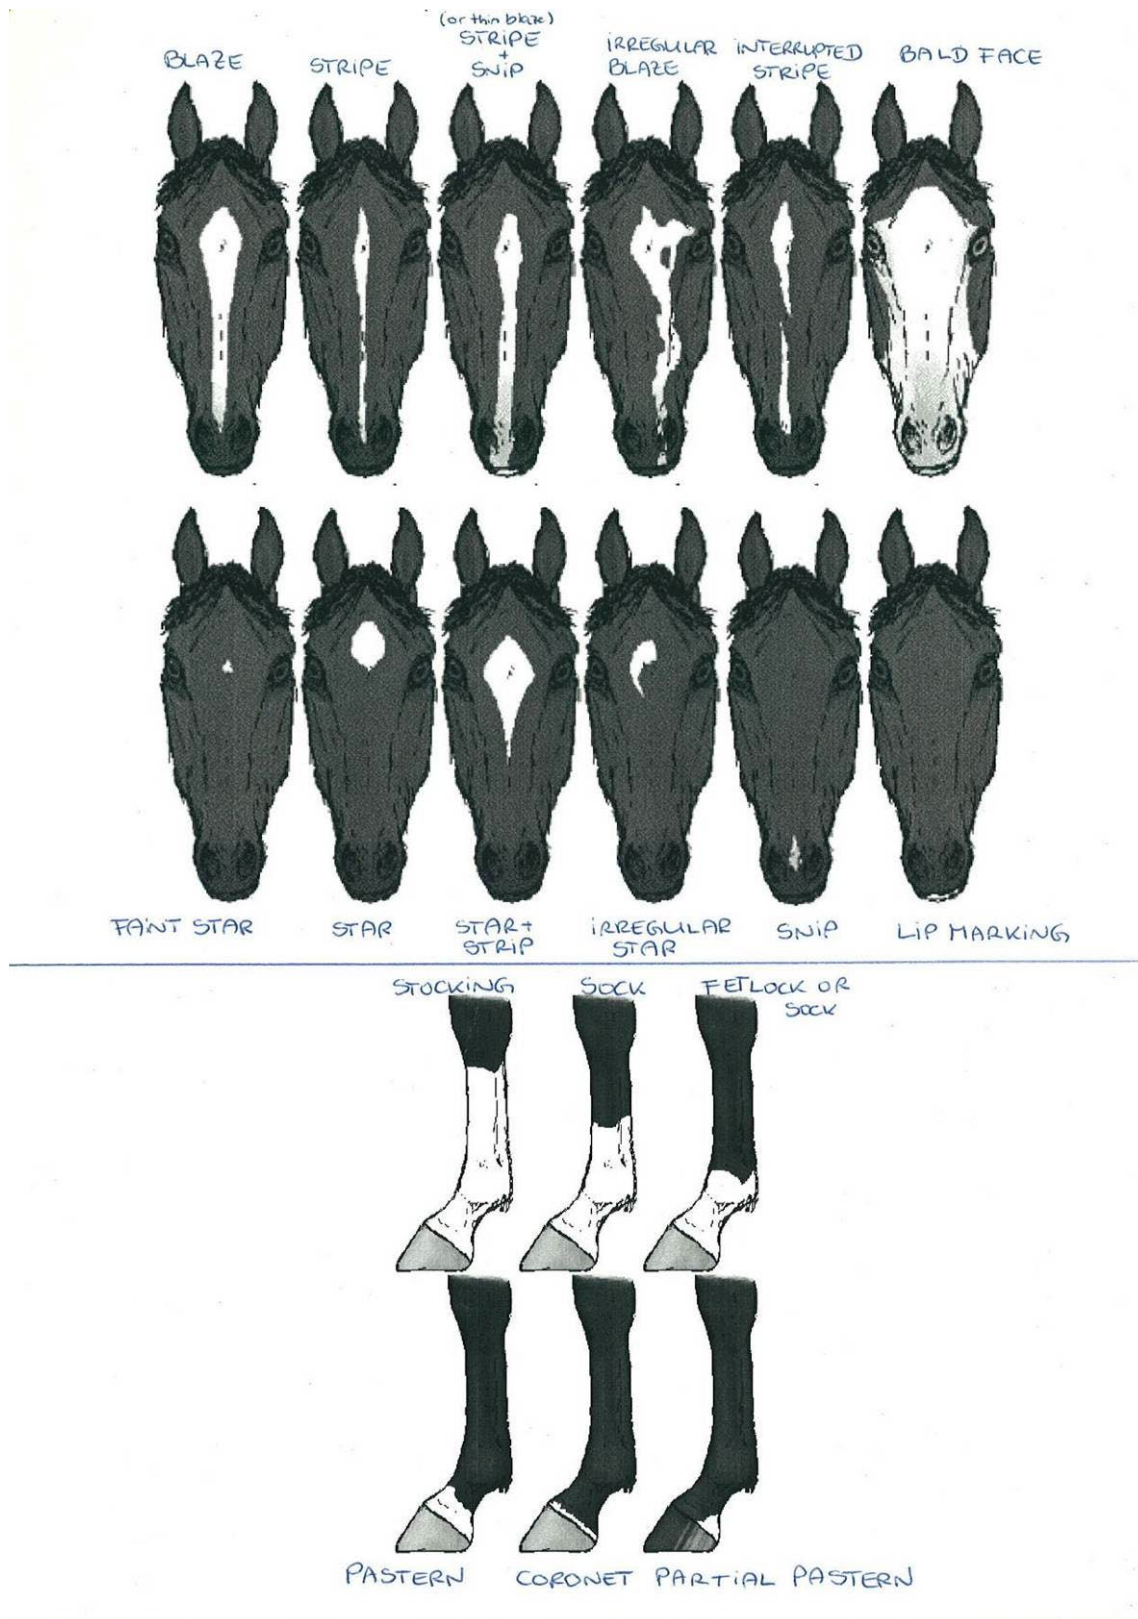 BLAZE
STRIPE
(or thin blaze)
STRIPE
+
SNiP
iRREGULAR
BLAZE
INTERRUPTED
STRIPE
BALD FACE
FAiNT STAR
STAR
STAR+
STRiP
iRREGULAR
STAR
SNiP
LiP MARKiNG
STOCKiNG
SOCK
FETLOCK OR
SOCK
PASTERN
CORONET
PARTiAL PASTERN